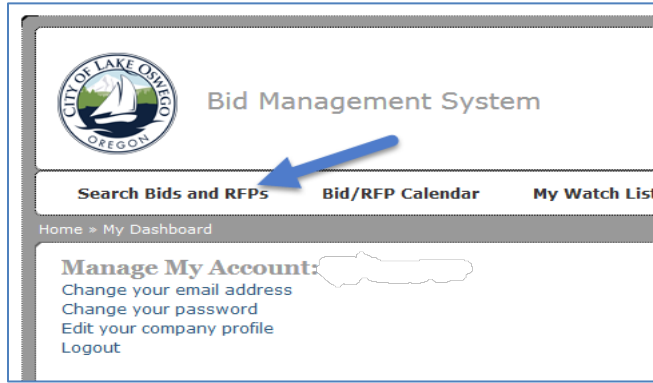 CITY OF LAKE OSWEGO
OREGON
Bid Management System
Search Bids and RFPs Bid/RFP Calendar My Watch List
Home » My Dashboard
Manage My Account:
Change your email address
Change your password
Edit your company profile
Logout